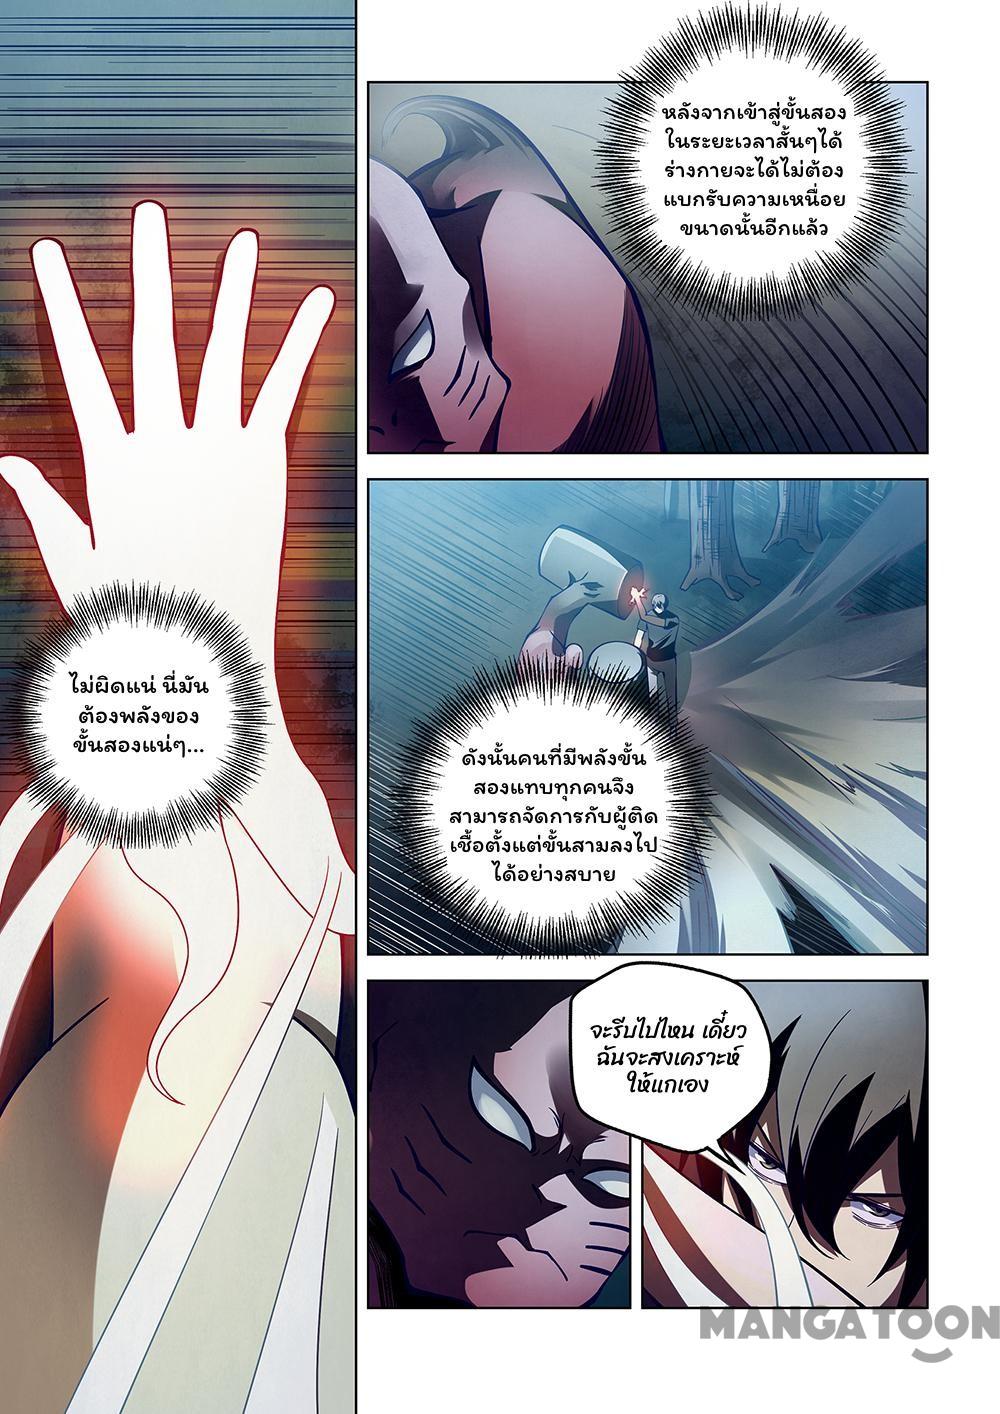 ไม่ผิดแน่ นี่มัน
ต้องพลังของ
ขั้นสองแน่ๆ...
หลังจากเข้าสู่ขั้นสอง
ในระยะเวลาสั้นๆได้
ร่างกายจะได้ไม่ต้อง
แบกรับความเหนื่อย
ขนาดนั้นอีกแล้ว
ดังนั้นคนที่มีพลังขั้น
สองแทบทุกคนจึง
สามารถจัดการกับผู้ติด
เชื้อตั้งแต่ขั้นสามลงไป
ได้อย่างสบาย
จะรีบไปไหน เดี๋ยว
ฉันจะสงเคราะห์
ให้แกเอง
MANGATOON